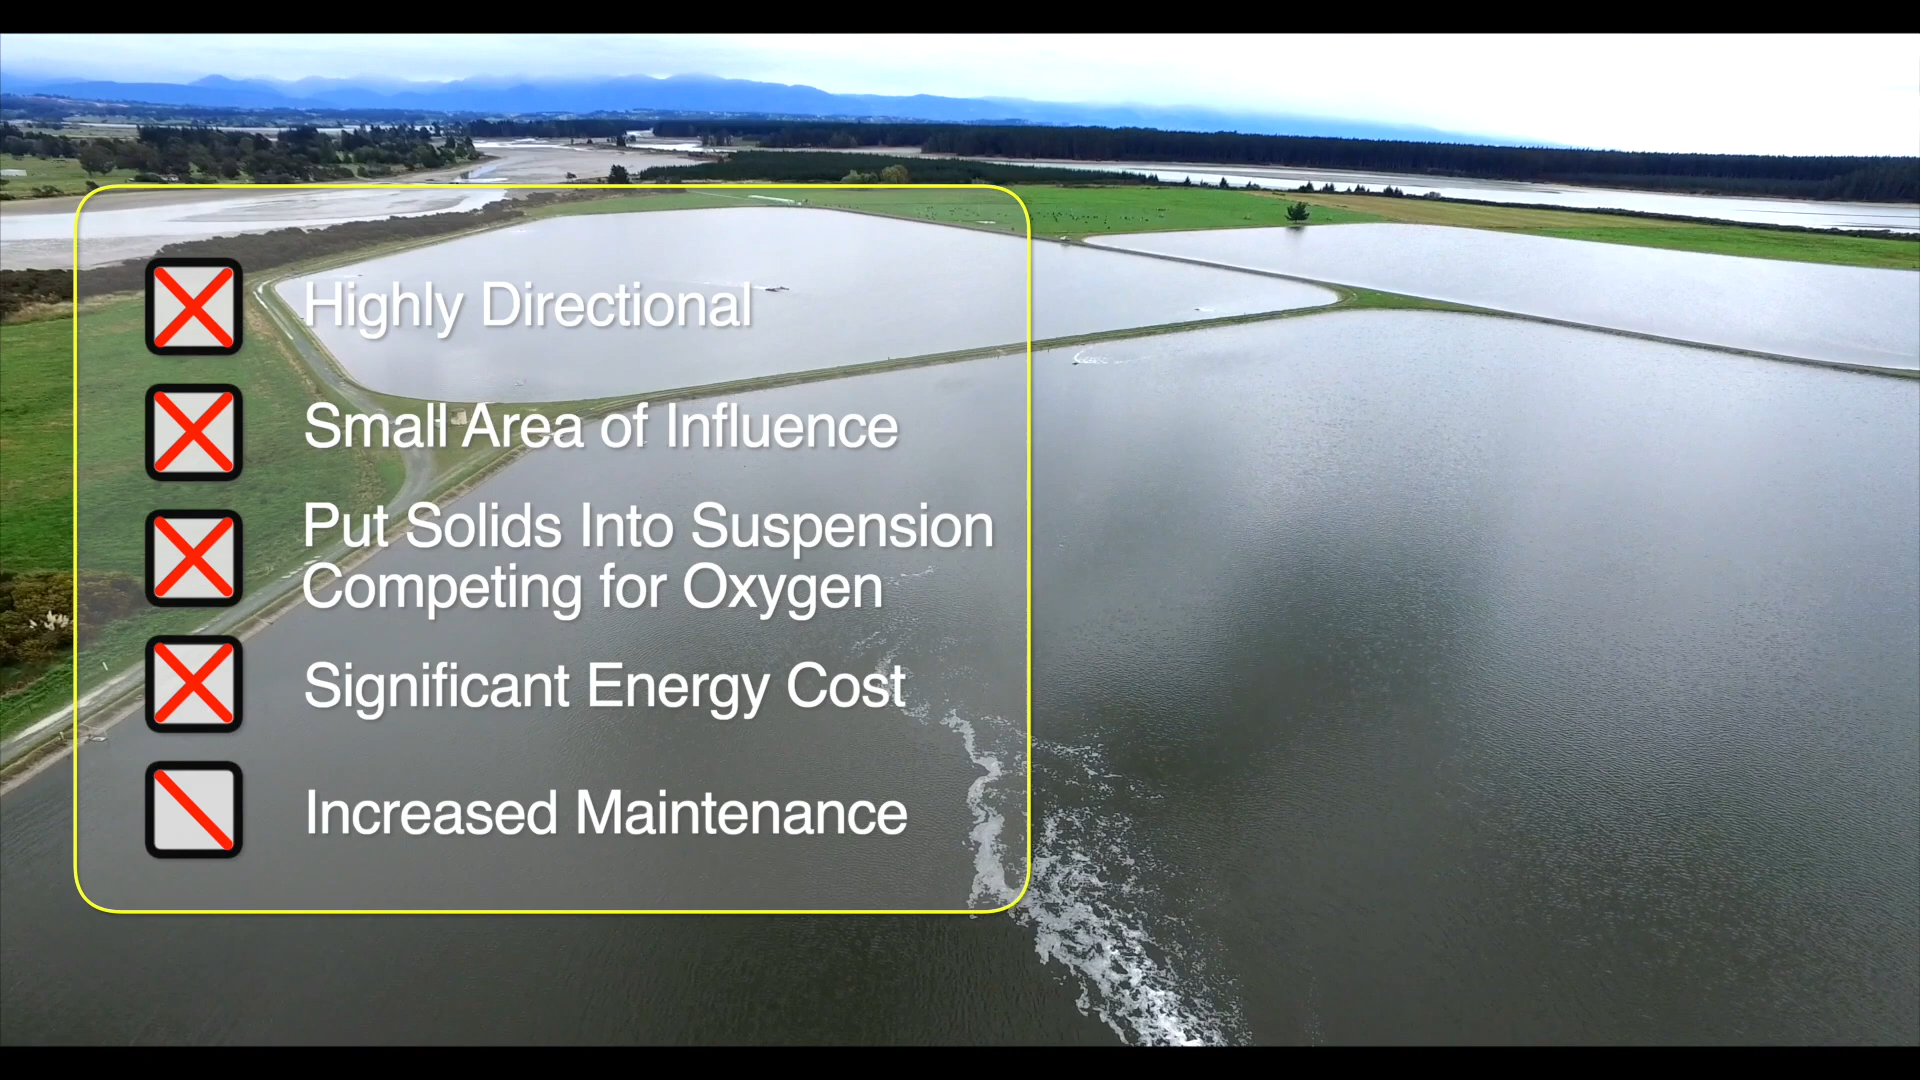 Highly Directional
Small Area of Influence
Put Solids Into Suspension
Competing for Oxygen
Significant Energy Cost
Increased Maintenance